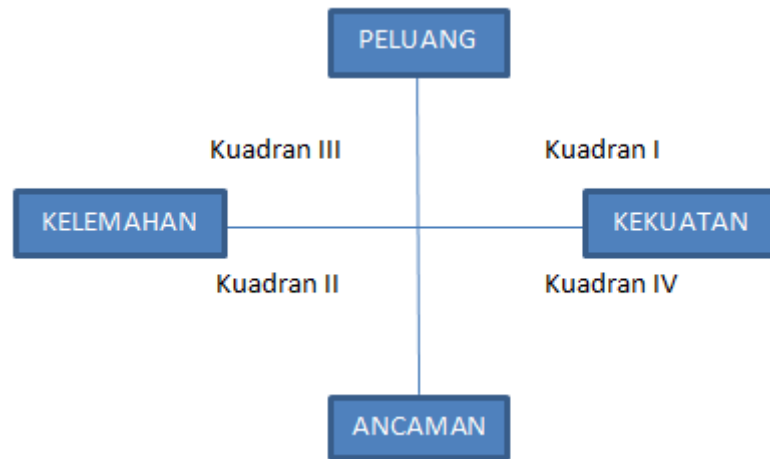 PELUANG
Kuadran III
Kuadran I
KELEMAHAN
KEKUATAN
Kuadran II
Kuadran IV
ANCAMAN